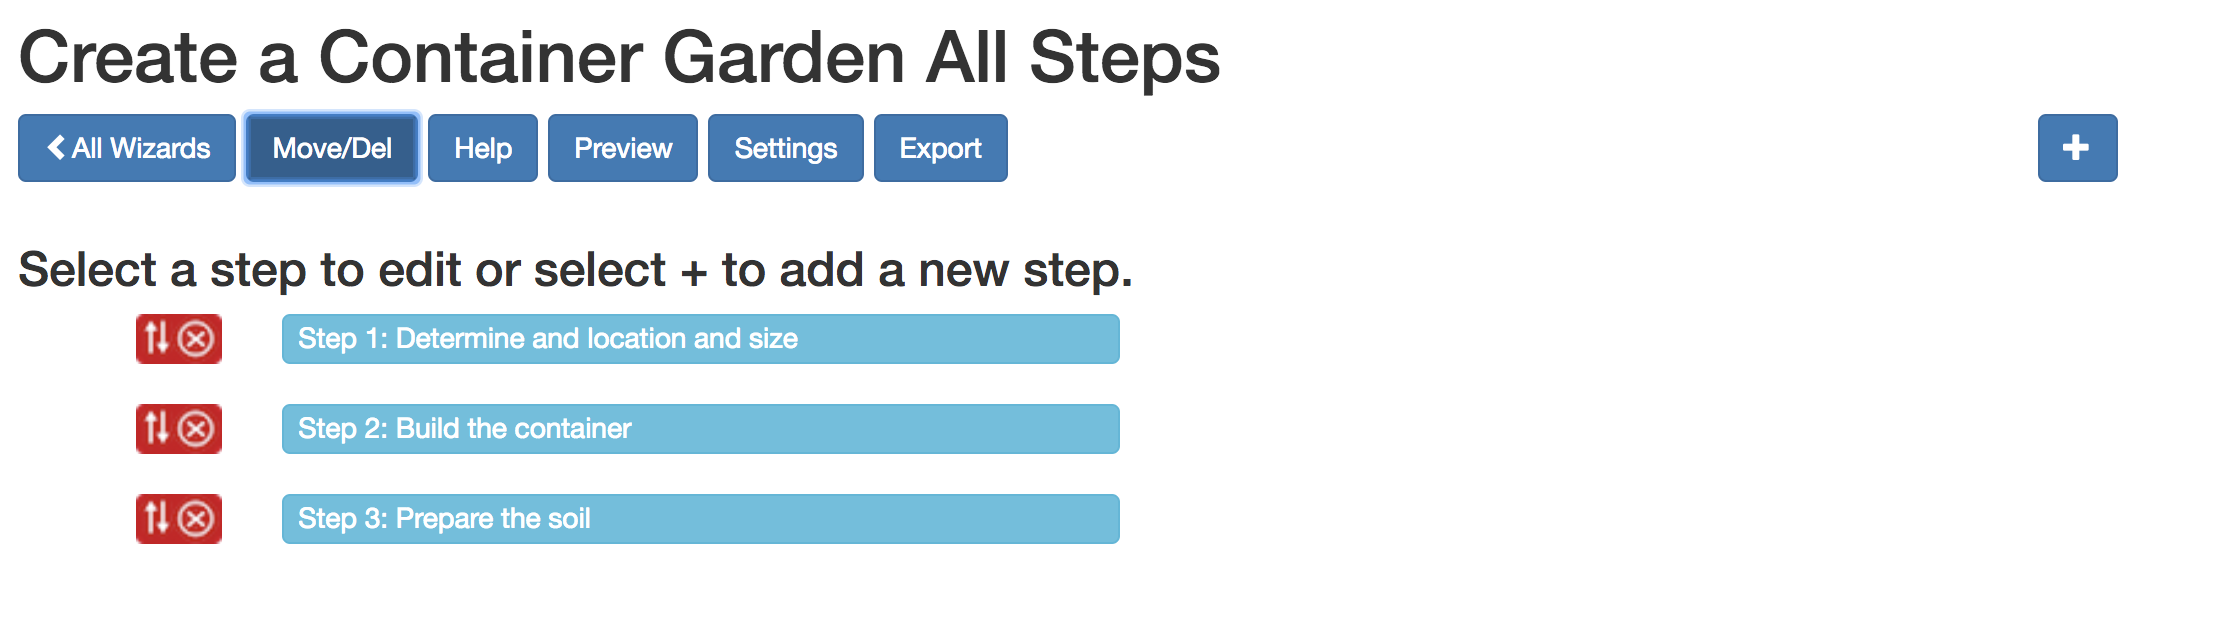 Create a Container Garden All Steps
All Wizards Move/Del Help Preview Settings Export +
Select a step to edit or select + to add a new step.
Step 1: Determine and location and size
Step 2: Build the container
Step 3: Prepare the soil